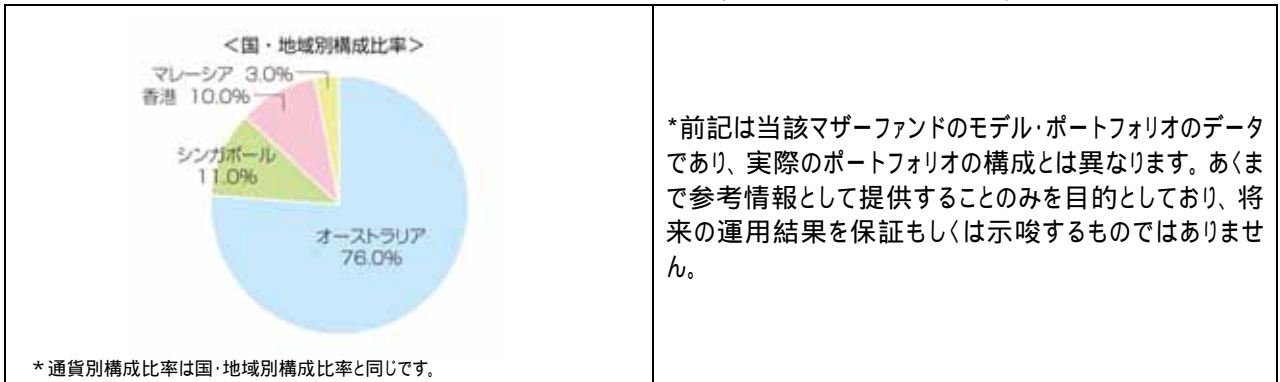 <国・地域別構成比率>
マレーシア 3.0%
香港 10.0%
シンガポール
11.0%
オーストラリア
76.0%
*通貨別構成比率は国・地域別構成比率と同じです。
*前記は当該マザーファンドのモデル・ポートフォリオのデータ
であり、実際のポートフォリオの構成とは異なります。あくま
で参考情報として提供することのみを目的としており、将
来の運用結果を保証もしくは示唆するものではありませ
ん。